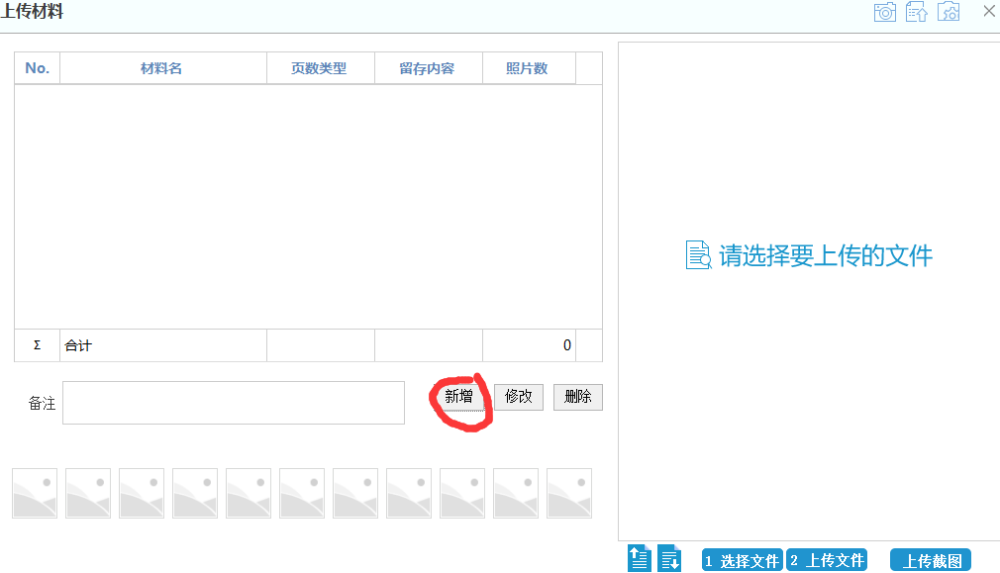 上传材料
No. 材料名 页数类型 留存内容 照片数
Σ 合计 0
备注 新增 修改 删除
请选择要上传的文件
1 选择文件 2 上传文件 上传截图